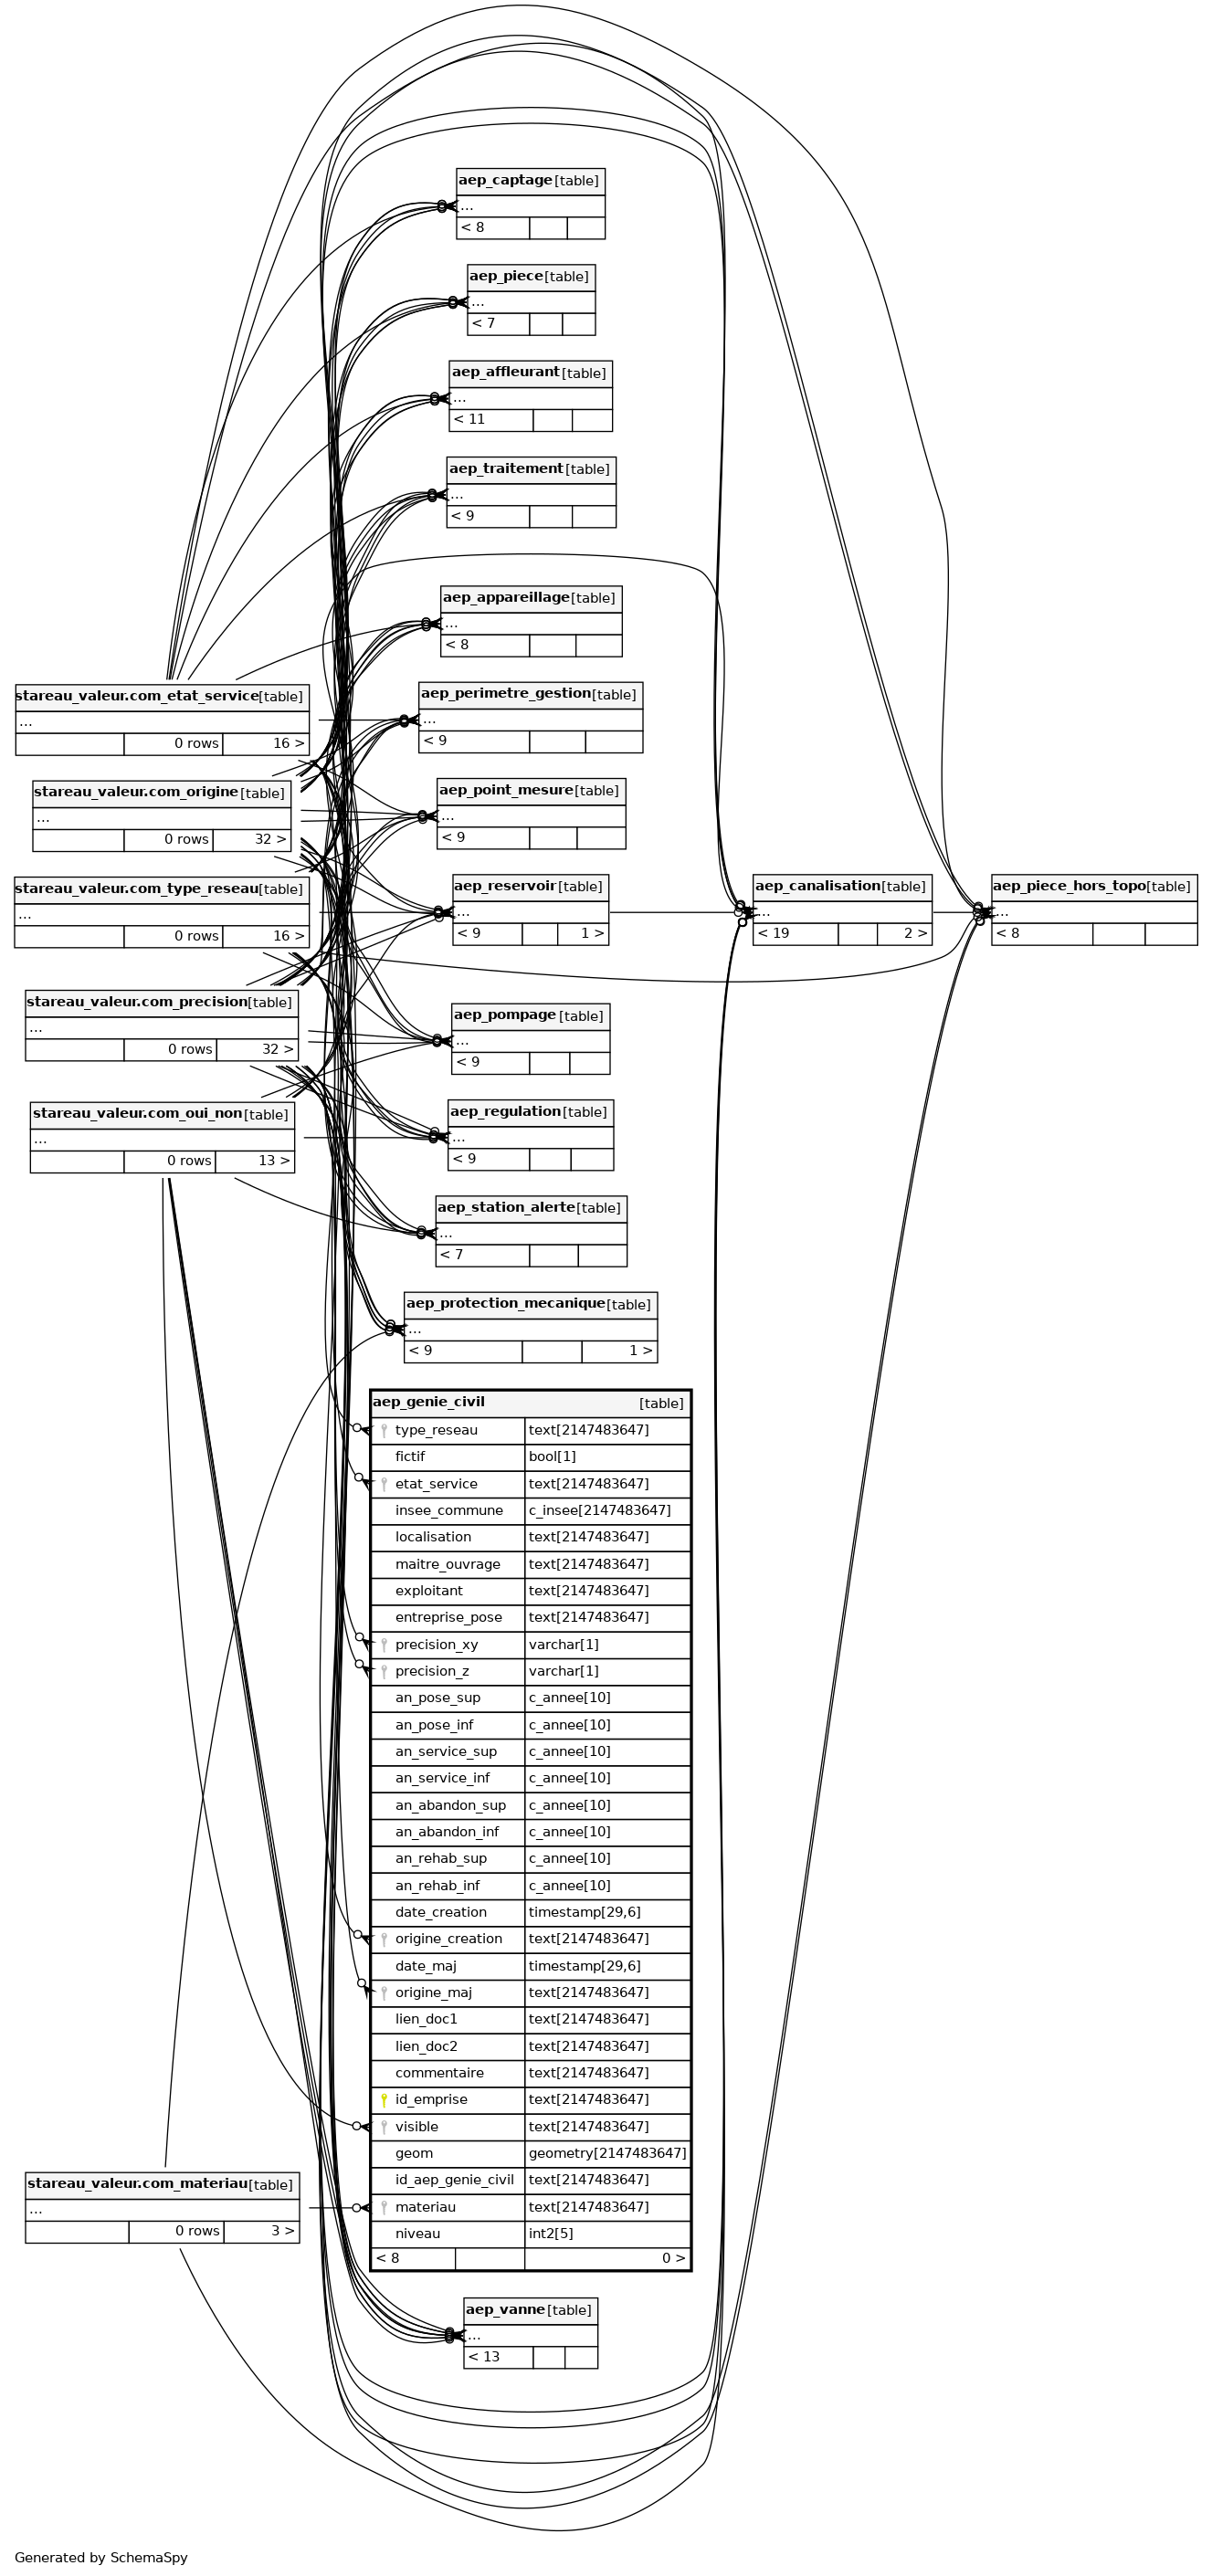 aep_captage [table]
...
< 8
aep_piece [table]
...
< 7
aep_affleurant [table]
...
< 11
aep_traitement [table]
...
< 9
aep_appareillage [table]
...
< 8
stareau_valeur.com_etat_service [table]
...
0 rows 16 >
aep_perimetre_gestion [table]
...
< 9
stareau_valeur.com_origine [table]
...
0 rows 32 >
aep_point_mesure [table]
...
< 9
stareau_valeur.com_type_reseau [table]
...
0 rows 16 >
aep_reservoir [table]
...
< 9 1 >
aep_canalisation [table]
...
< 19 2 >
aep_piece_hors_topo [table]
...
< 8
stareau_valeur.com_precision [table]
...
0 rows 32 >
aep_pompage [table]
...
< 9
stareau_valeur.com_oui_non [table]
...
0 rows 13 >
aep_regulation [table]
...
< 9
aep_station_alerte [table]
...
< 7
aep_protection_mecanique [table]
...
< 9 1 >
aep_genie_civil [table]
type_reseau text[2147483647]
fictif bool[1]
etat_service text[2147483647]
insee_commune c_insee[2147483647]
localisation text[2147483647]
maitre_ouvrage text[2147483647]
exploitant text[2147483647]
entreprise_pose text[2147483647]
precision_xy varchar[1]
precision_z varchar[1]
an_pose_sup c_annee[10]
an_pose_inf c_annee[10]
an_service_sup c_annee[10]
an_service_inf c_annee[10]
an_abandon_sup c_annee[10]
an_abandon_inf c_annee[10]
an_rehab_sup c_annee[10]
an_rehab_inf c_annee[10]
date_creation timestamp[29,6]
origine_creation text[2147483647]
date_maj timestamp[29,6]
origine_maj text[2147483647]
lien_doc1 text[2147483647]
lien_doc2 text[2147483647]
commentaire text[2147483647]
id_emprise text[2147483647]
visible text[2147483647]
geom geometry[2147483647]
id_aep_genie_civil text[2147483647]
materiau text[2147483647]
niveau int2[5]
< 8 0 >
stareau_valeur.com_materiau [table]
...
0 rows 3 >
aep_vanne [table]
...
< 13
Generated by SchemaSpy